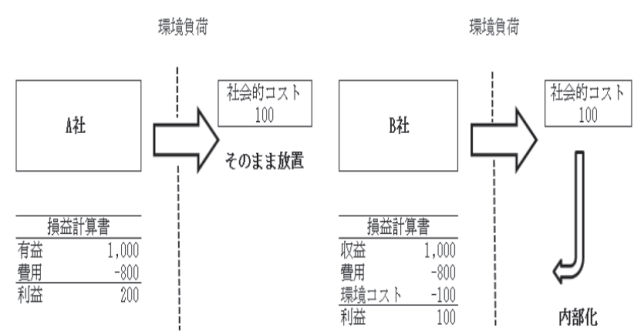 環境負荷
A社
社会的コスト
100
そのまま放置
損益計算書
有益 1,000
費用 -800
利益 200
環境負荷
B社
社会的コスト
100
損益計算書
収益 1,000
費用 -800
環境コスト -100
利益 100
内部化